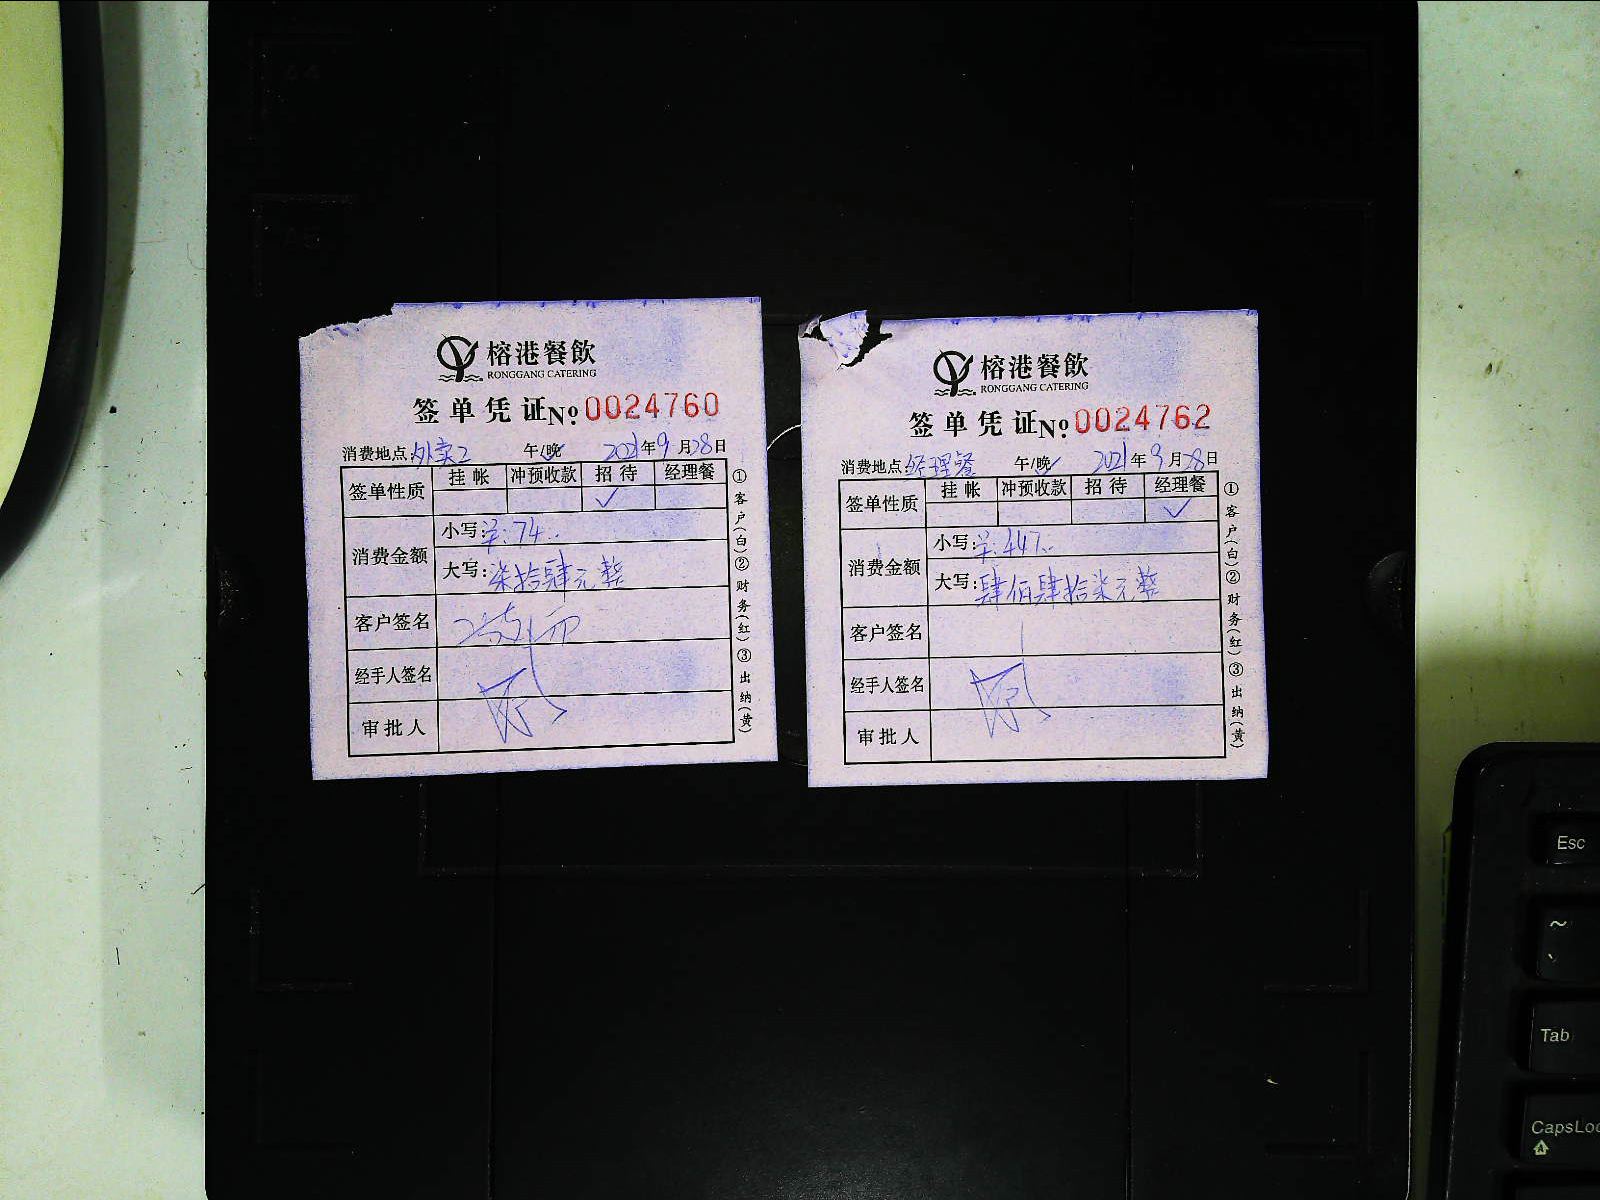 榕港餐飲
RONGGANG CATERING
签单凭证 No. 0024760
消费地点:外卖2 午/晚✓ 2021年9月28日
签单性质 挂帐 冲预收款 招待 经理餐
✓
消费金额 小写:羊:74..
大写:柒拾肆元整
客户签名
经手人签名
审批人
①客户(白)②财务(红)③出纳(黄)
榕港餐飲
RONGGANG CATERING
签单凭证 No. 0024762
消费地点:经理餐 午/晚✓ 2021年9月28日
签单性质 挂帐 冲预收款 招待 经理餐
✓
消费金额 小写:羊:447..
大写:肆佰肆拾柒元整
客户签名
经手人签名
审批人
①客户(白)②财务(红)③出纳(黄)
Esc
~
Tab
CapsLoc
A